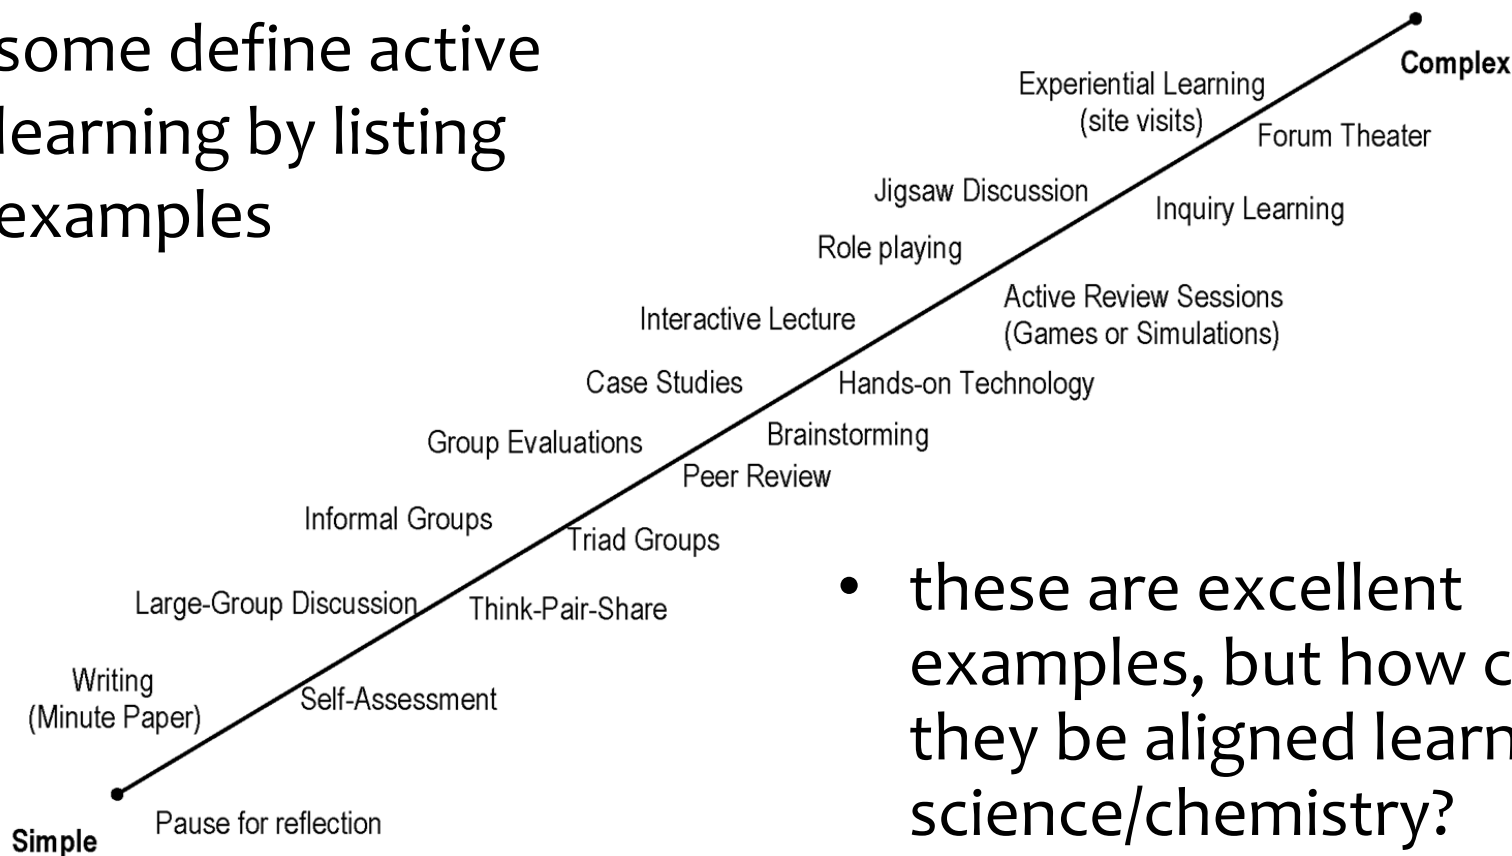 some define active
learning by listing
examples
Complex
Experiential Learning
(site visits)
Forum Theater
Jigsaw Discussion
Inquiry Learning
Role playing
Active Review Sessions
(Games or Simulations)
Interactive Lecture
Case Studies
Hands-on Technology
Brainstorming
Group Evaluations
Peer Review
Informal Groups
Triad Groups
Large-Group Discussion
Think-Pair-Share
Writing
(Minute Paper)
Self-Assessment
Pause for reflection
Simple
• these are excellent
examples, but how c
they be aligned learn
science/chemistry?